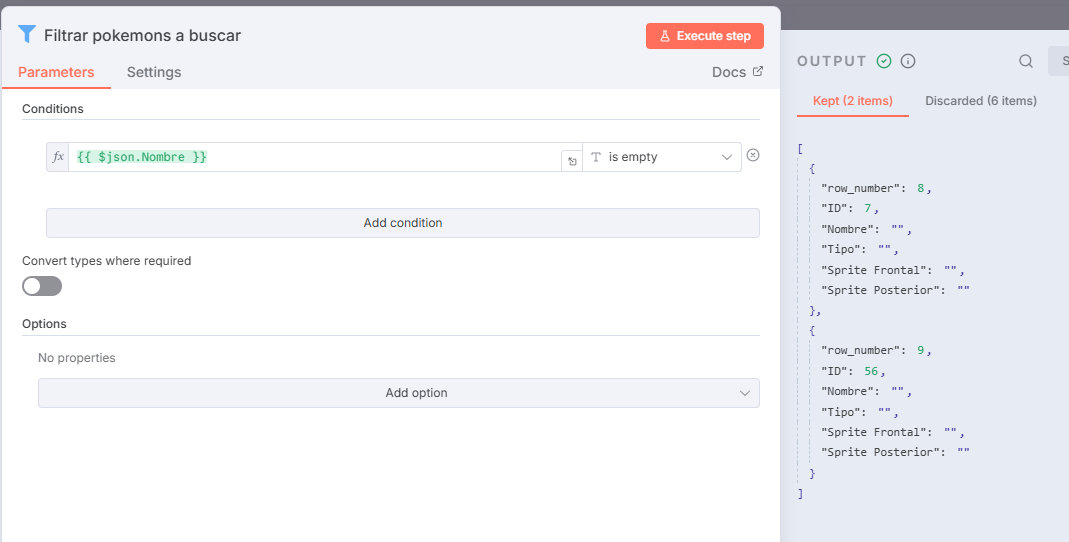 Filtrar pokemons a buscar
Execute step
Parameters
Settings
Docs
Conditions
fx
{{ $json.Nombre }}
T is empty
Add condition
Convert types where required
Options
No properties
Add option
OUTPUT
Kept (2 items)
Discarded (6 items)
[
{
"row_number": 8,
"ID": 7,
"Nombre": "",
"Tipo": "",
"Sprite Frontal": "",
"Sprite Posterior": ""
},
{
"row_number": 9,
"ID": 56,
"Nombre": "",
"Tipo": "",
"Sprite Frontal": "",
"Sprite Posterior": ""
}
]